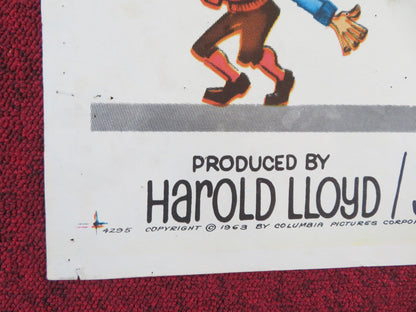 PRODUCED BY
HAROLD LLOYD /
4295 COPYRIGHT © 1963 BY COLUMBIA PICTURES CORPO